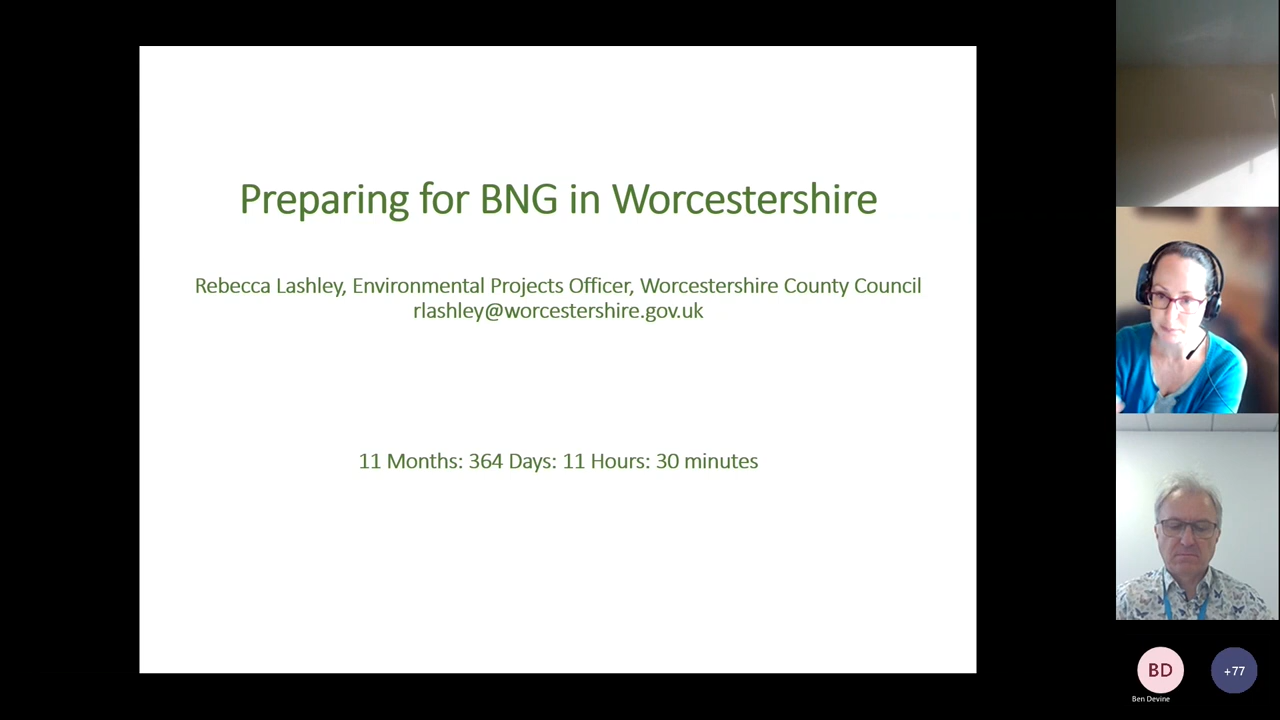 Preparing for BNG in Worcestershire
Rebecca Lashley, Environmental Projects Officer, Worcestershire County Council
rlashley@worcestershire.gov.uk
11 Months: 364 Days: 11 Hours: 30 minutes
BD
+77
Ben Devine